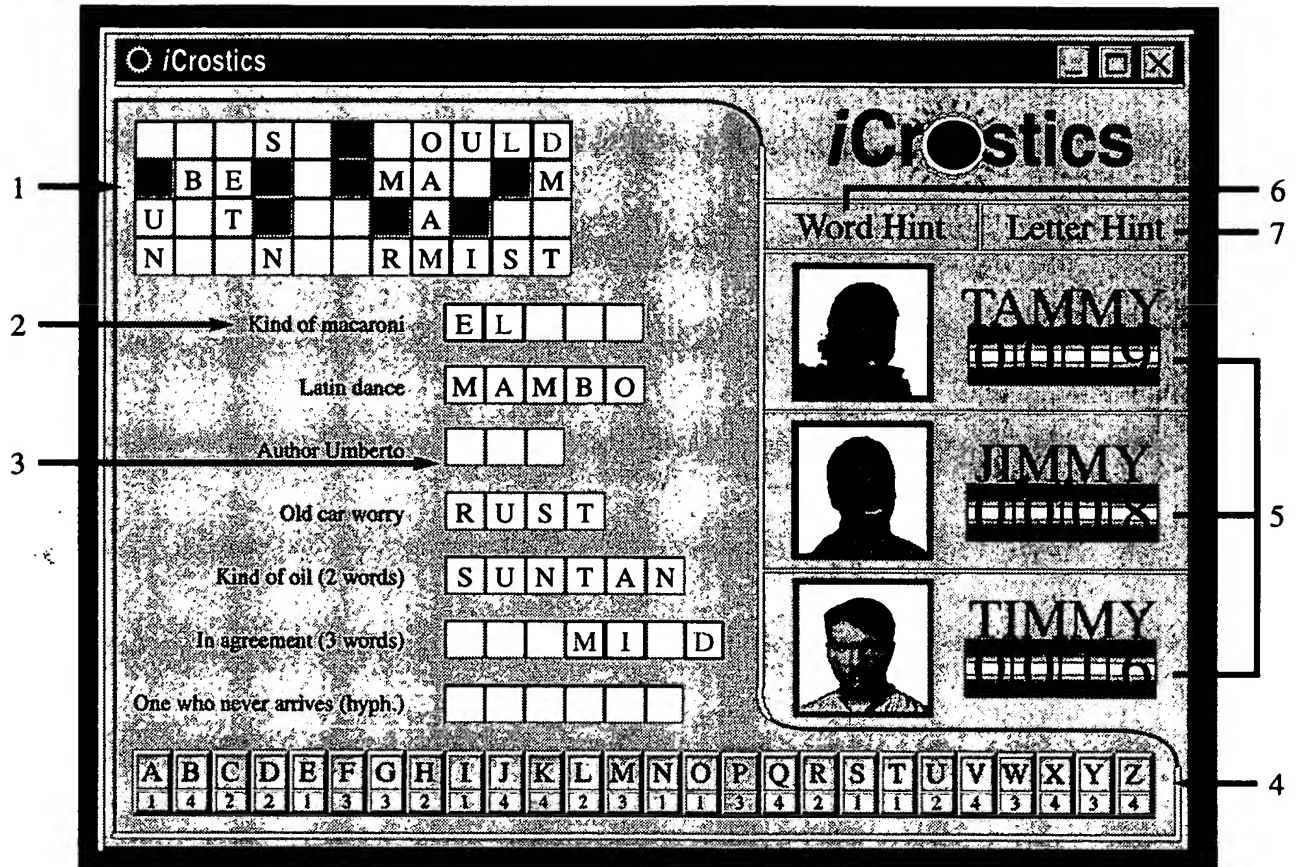 iCrostics
iCrostics
S O U L D
1
B E M A M
6
Word Hint Letter Hint
7
U T A
N N R M I S T
2
Kind of macaroni E L
TAMMY
Latin dance M A M B O
3
Author Umberto
JIMMY
Old car worry R U S T
5
Kind of oil (2 words) S U N T A N
In agreement (3 words) M I D
TIMMY
One who never arrives (hyph.)
A B C D E F G H I J K L M N O P Q R S T U V W X Y Z
1 4 2 2 1 3 3 2 1 4 4 2 3 1 1 3 4 2 1 1 2 4 3 4 3 4
4